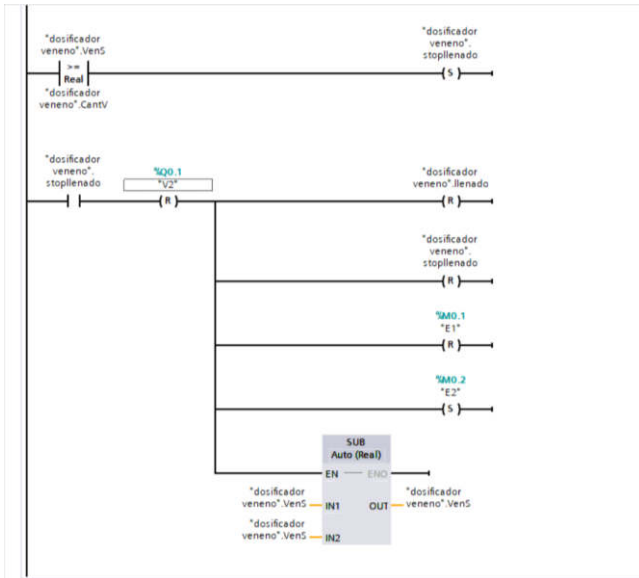 "dosificador
veneno".VenS
>=
Real
"dosificador
veneno".CantV
"dosificador
veneno".
stopllenado
S
"dosificador
veneno".
stopllenado
%Q0.1
"V2"
R
"dosificador
veneno".llenado
R
"dosificador
veneno".
stopllenado
R
%M0.1
"E1"
R
%M0.2
"E2"
S
SUB
Auto (Real)
EN
ENO
"dosificador
veneno".VenS
IN1
OUT
"dosificador
veneno".VenS
"dosificador
veneno".VenS
IN2